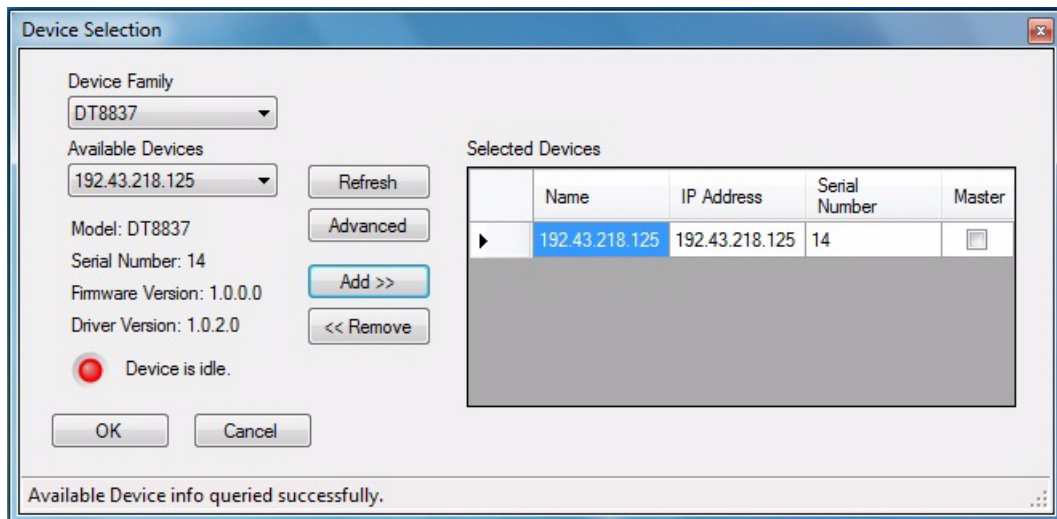 Device Selection
Device Family
DT8837
Available Devices
192.43.218.125
Refresh
Advanced
Model: DT8837
Serial Number: 14
Firmware Version: 1.0.0.0
Driver Version: 1.0.2.0
Add >>
<< Remove
Device is idle.
OK Cancel
Selected Devices
Name IP Address Serial Number Master
192.43.218.125 192.43.218.125 14
Available Device info queried successfully.